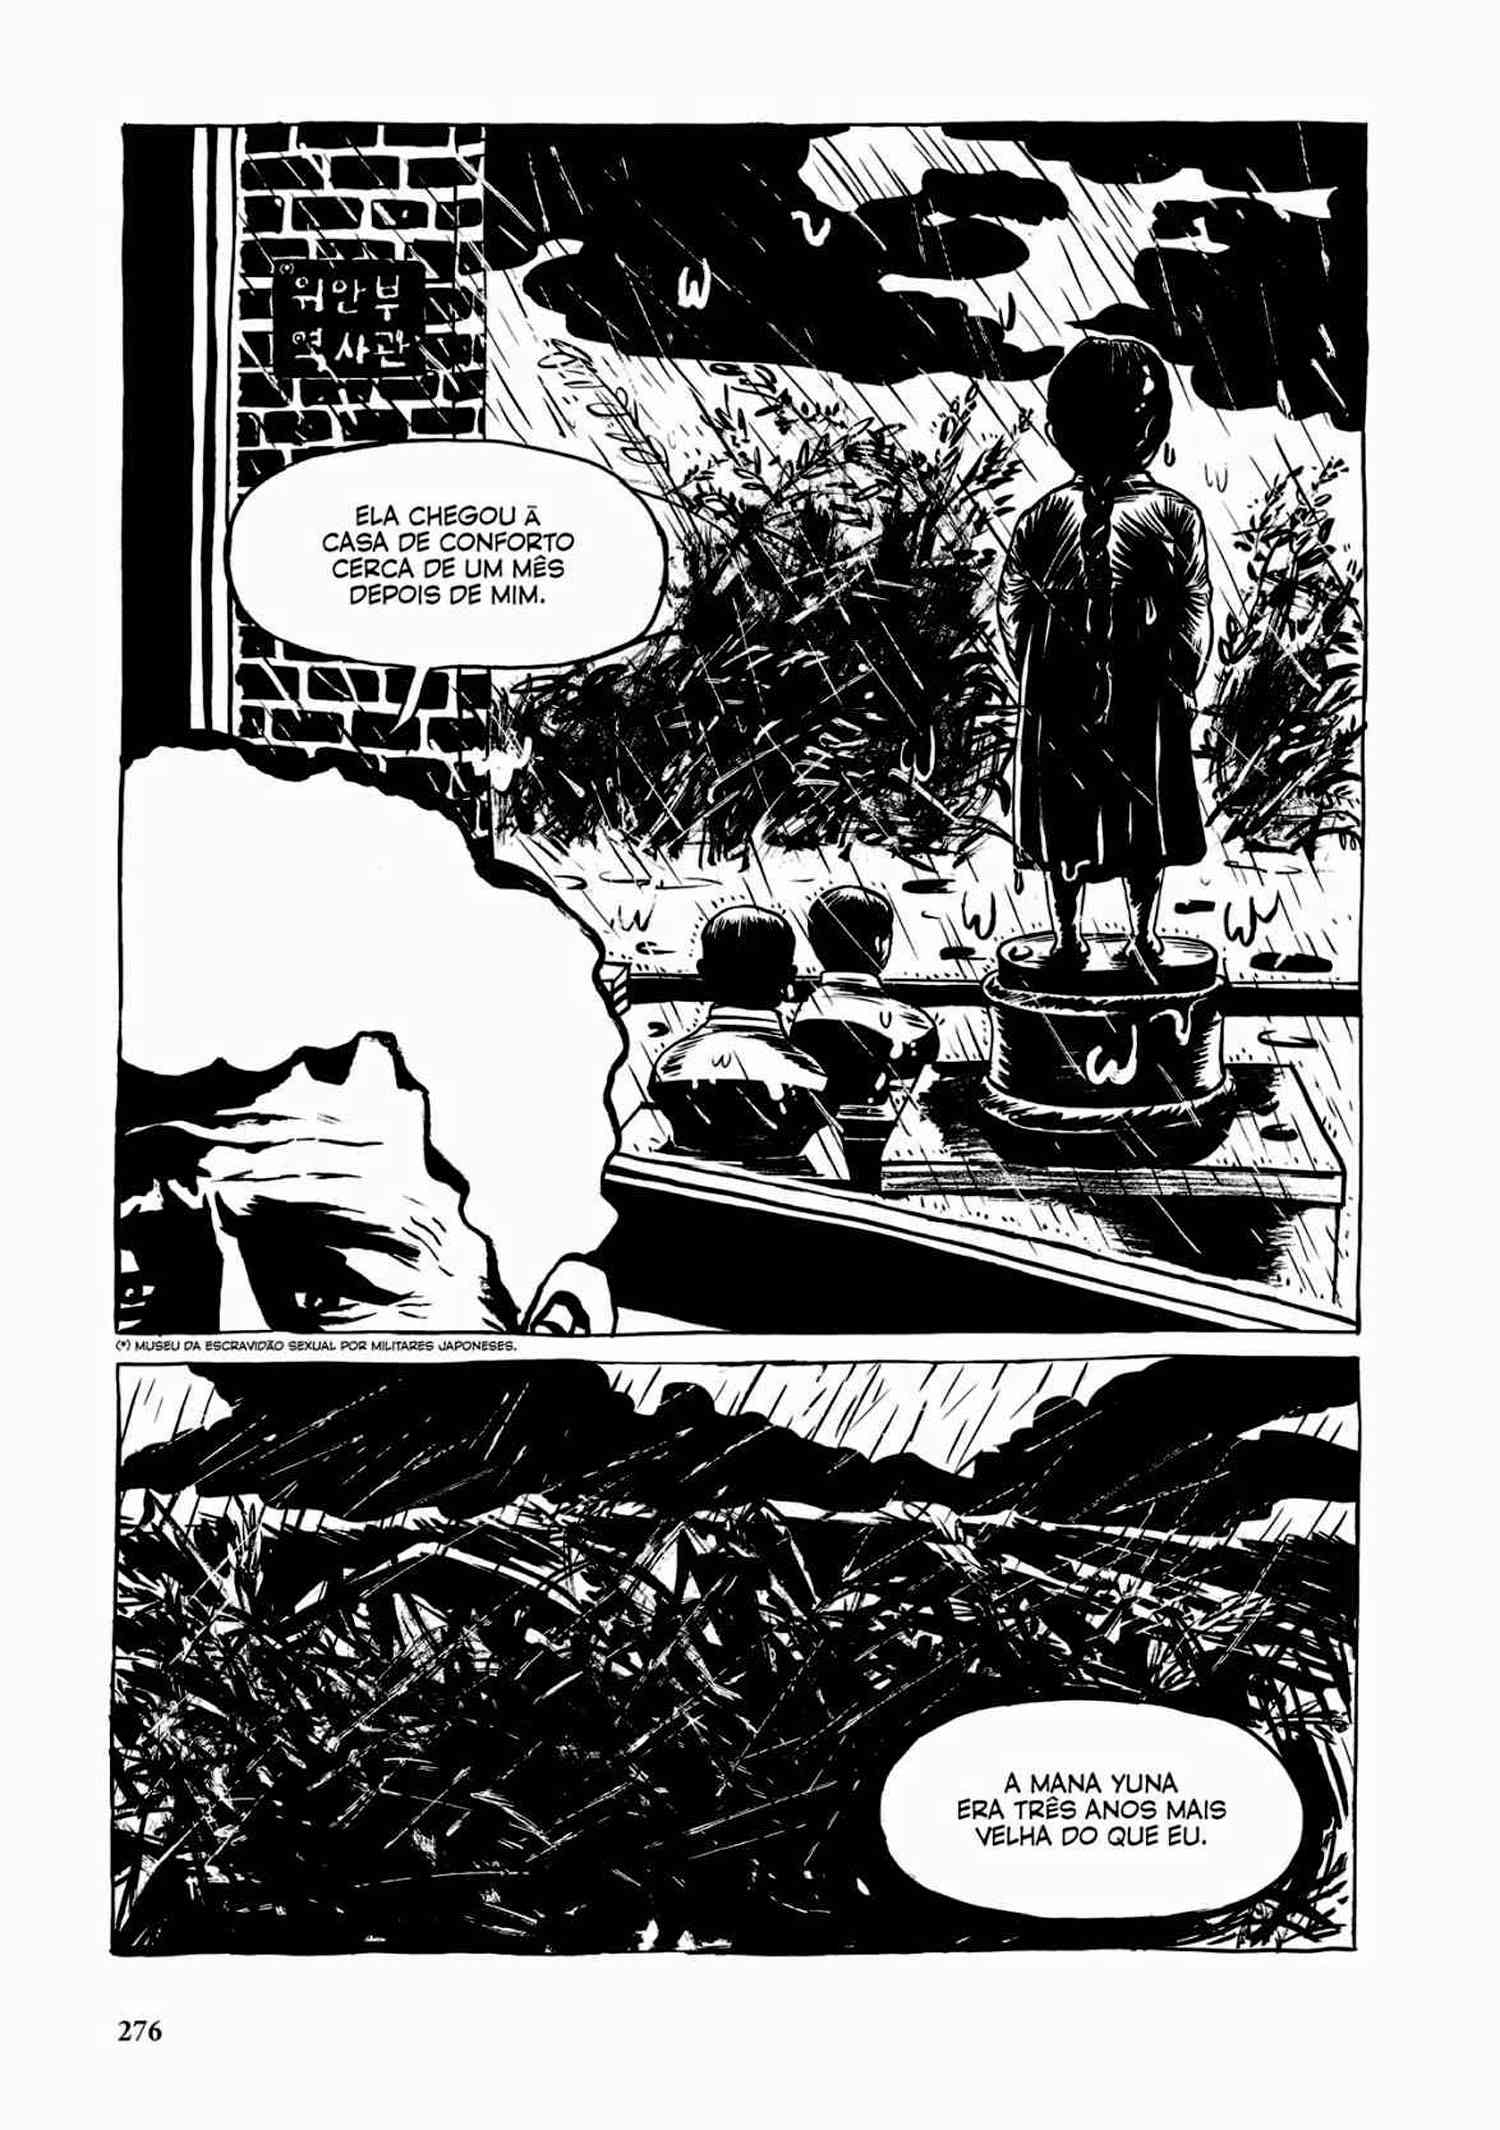 (*)
위안부
역사관
ELA CHEGOU À
CASA DE CONFORTO
CERCA DE UM MÊS
DEPOIS DE MIM.
(*) MUSEU DA ESCRAVIDÃO SEXUAL POR MILITARES JAPONESES.
A MANA YUNA
ERA TRÊS ANOS MAIS
VELHA DO QUE EU.
276